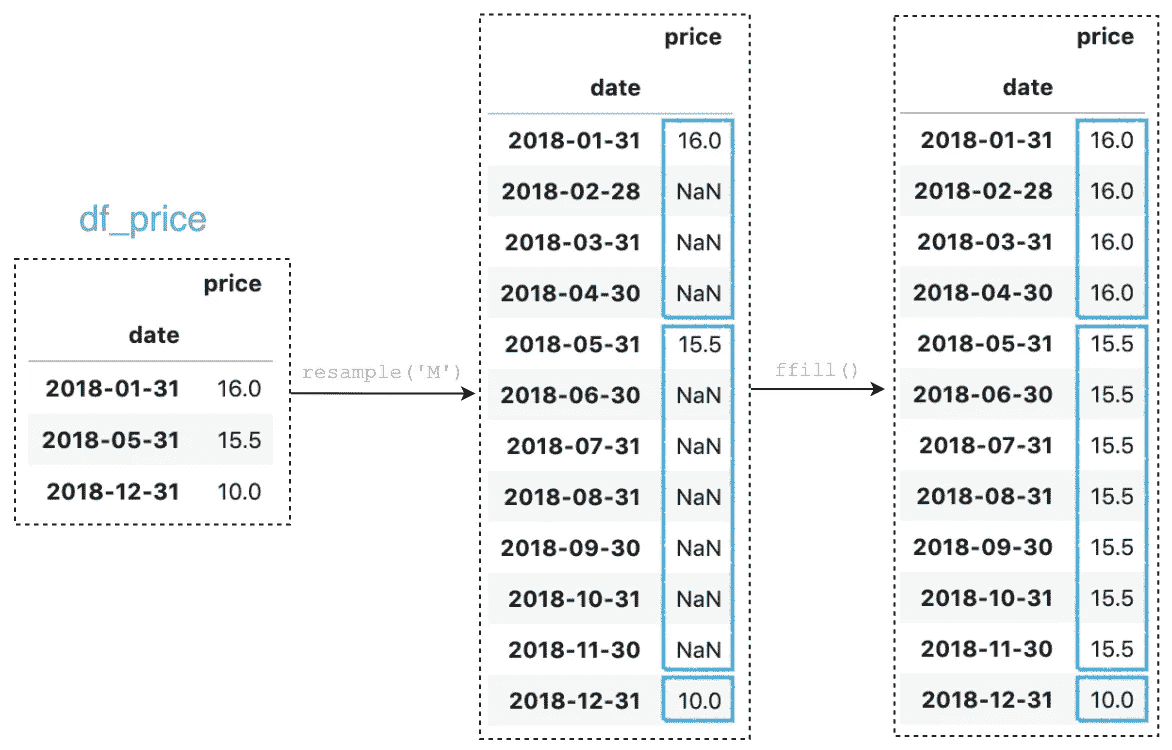 df_price
price
date
2018-01-31 16.0
2018-05-31 15.5
2018-12-31 10.0
resample('M')
price
date
2018-01-31 16.0
2018-02-28 NaN
2018-03-31 NaN
2018-04-30 NaN
2018-05-31 15.5
2018-06-30 NaN
2018-07-31 NaN
2018-08-31 NaN
2018-09-30 NaN
2018-10-31 NaN
2018-11-30 NaN
2018-12-31 10.0
ffill()
price
date
2018-01-31 16.0
2018-02-28 16.0
2018-03-31 16.0
2018-04-30 16.0
2018-05-31 15.5
2018-06-30 15.5
2018-07-31 15.5
2018-08-31 15.5
2018-09-30 15.5
2018-10-31 15.5
2018-11-30 15.5
2018-12-31 10.0